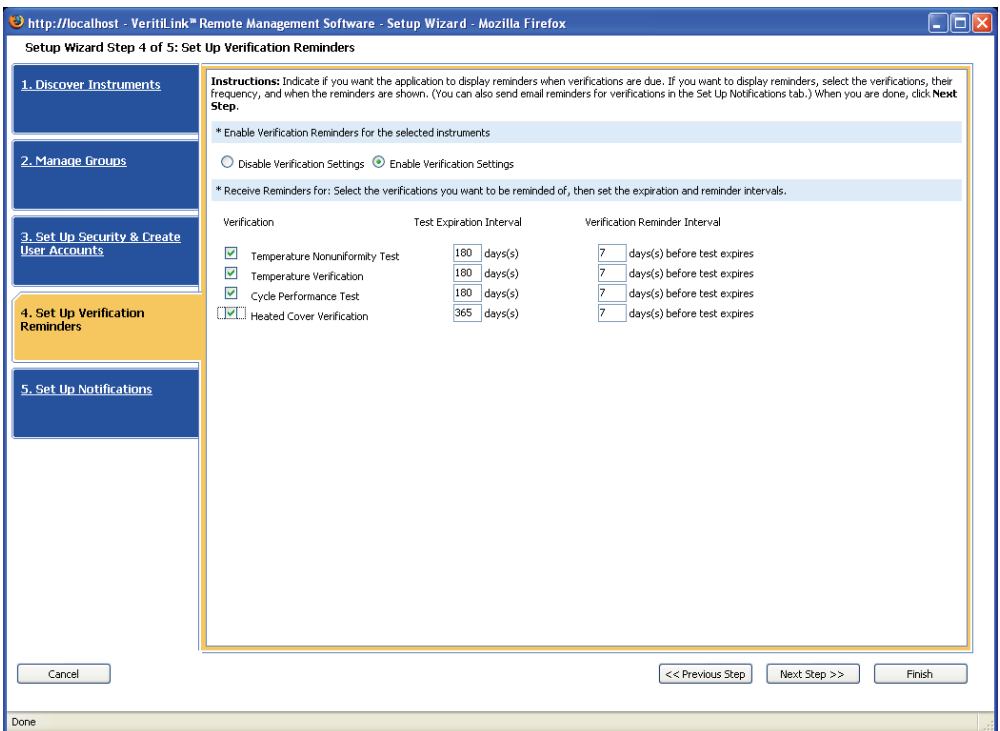 http://localhost - VeritiLink™ Remote Management Software - Setup Wizard - Mozilla Firefox
Setup Wizard Step 4 of 5: Set Up Verification Reminders
1. Discover Instruments
2. Manage Groups
3. Set Up Security & Create
User Accounts
4. Set Up Verification
Reminders
5. Set Up Notifications
Instructions: Indicate if you want the application to display reminders when verifications are due. If you want to display reminders, select the verifications, their
frequency, and when the reminders are shown. (You can also send email reminders for verifications in the Set Up Notifications tab.) When you are done, click Next
Step.
* Enable Verification Reminders for the selected instruments
Disable Verification Settings Enable Verification Settings
* Receive Reminders for: Select the verifications you want to be reminded of, then set the expiration and reminder intervals.
Verification Test Expiration Interval Verification Reminder Interval
Temperature Nonuniformity Test 180 days(s) 7 days(s) before test expires
Temperature Verification 180 days(s) 7 days(s) before test expires
Cycle Performance Test 180 days(s) 7 days(s) before test expires
Heated Cover Verification 365 days(s) 7 days(s) before test expires
Cancel << Previous Step Next Step >> Finish
Done